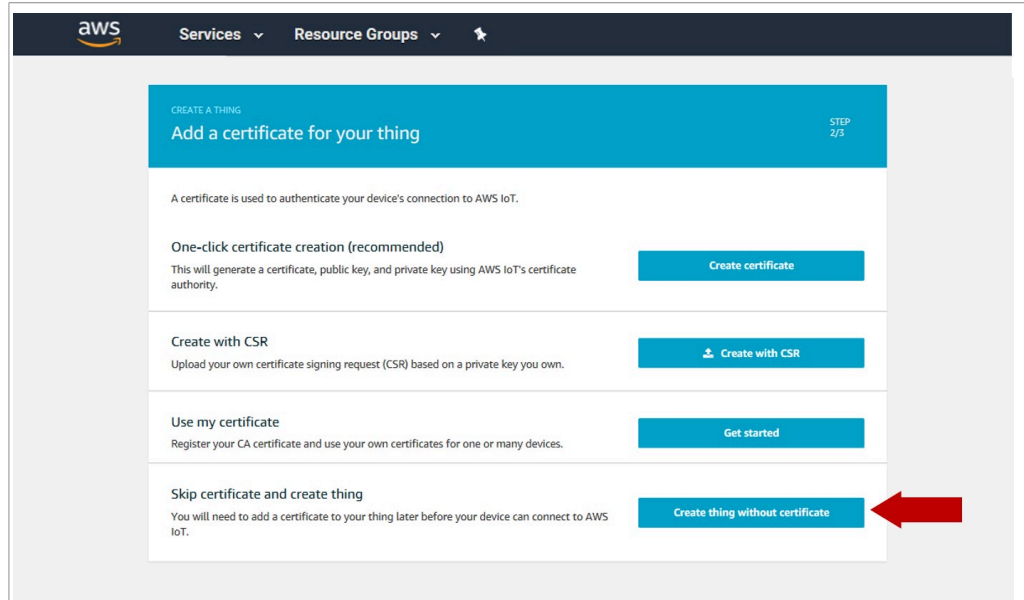 aws
Services
Resource Groups
CREATE A THING
Add a certificate for your thing
STEP
2/3
A certificate is used to authenticate your device's connection to AWS IoT.
One-click certificate creation (recommended)
This will generate a certificate, public key, and private key using AWS IoT's certificate
authority.
Create certificate
Create with CSR
Upload your own certificate signing request (CSR) based on a private key you own.
Create with CSR
Use my certificate
Register your CA certificate and use your own certificates for one or many devices.
Get started
Skip certificate and create thing
You will need to add a certificate to your thing later before your device can connect to AWS
IoT.
Create thing without certificate